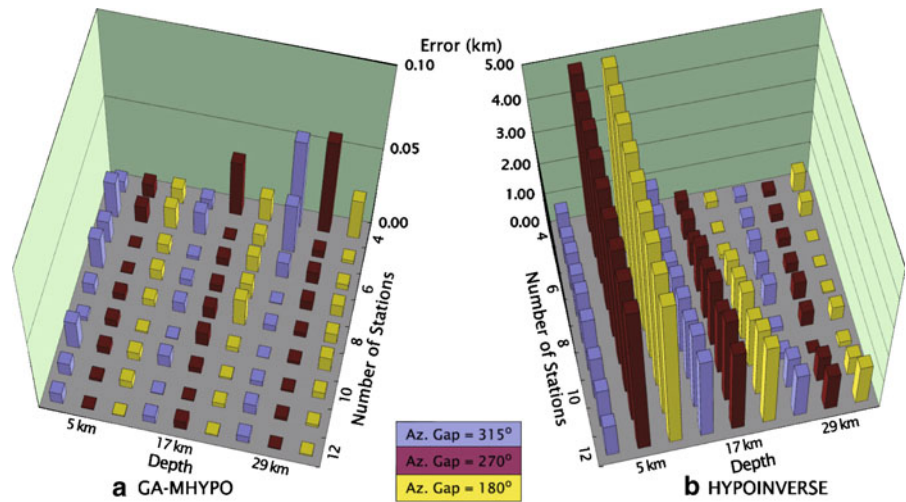 Error (km)
0.10
0.05
0.00
4
6
8
10
12
Number of Stations
5 km
17 km
29 km
Depth
a GA-MHYPO
5.00
4.00
3.00
2.00
1.00
0.00
4
6
8
10
12
Number of Stations
5 km
17 km
29 km
Depth
b HYPOINVERSE
Az. Gap = 315°
Az. Gap = 270°
Az. Gap = 180°